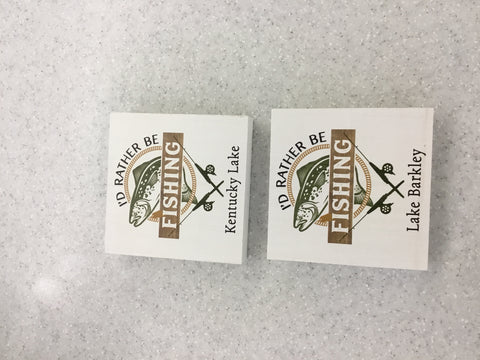 I'D RATHER BE
FISHING
Kentucky Lake
I'D RATHER BE
FISHING
Lake Barkley